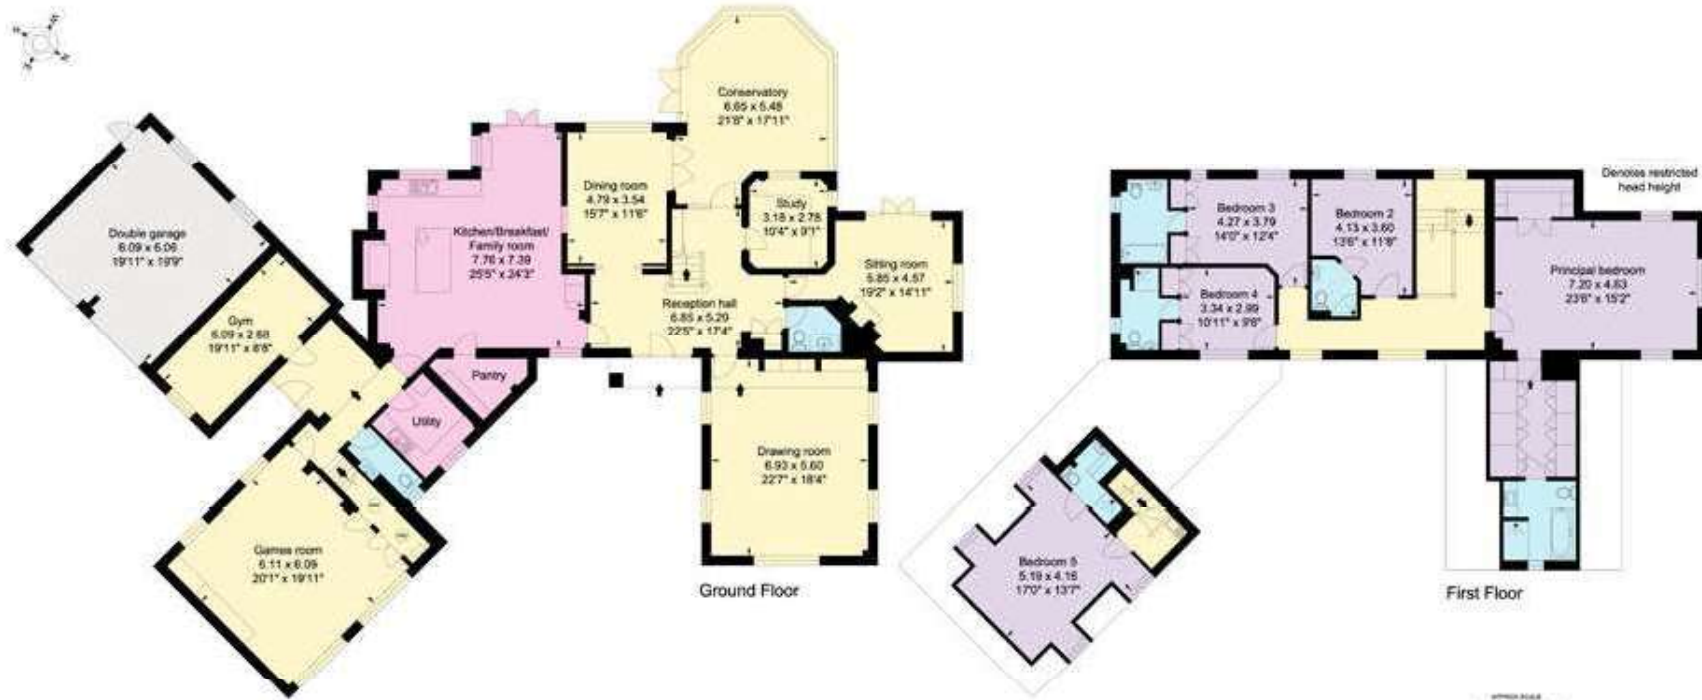 Conservatory
6.65 x 5.48
21'8" x 17'11"
Dining room
4.79 x 3.54
15'7" x 11'6"
Study
3.18 x 2.78
10'4" x 9'1"
Kitchen/Breakfast/
Family room
7.76 x 7.39
25'5" x 24'3"
Sitting room
5.85 x 4.57
19'2" x 14'11"
Reception hall
6.85 x 5.29
22'5" x 17'4"
Double garage
6.09 x 6.06
19'11" x 19'9"
Gym
6.09 x 2.68
19'11" x 8'8"
Pantry
Utility
Drawing room
6.93 x 5.60
22'7" x 18'4"
Games room
6.11 x 6.09
20'1" x 19'11"
Ground Floor
Denotes restricted
head height
Bedroom 3
4.27 x 3.79
14'0" x 12'4"
Bedroom 2
4.13 x 3.60
13'6" x 11'8"
Bedroom 4
3.34 x 2.99
10'11" x 9'8"
Principal bedroom
7.20 x 4.63
23'6" x 15'2"
Bedroom 5
5.19 x 4.16
17'0" x 13'7"
First Floor